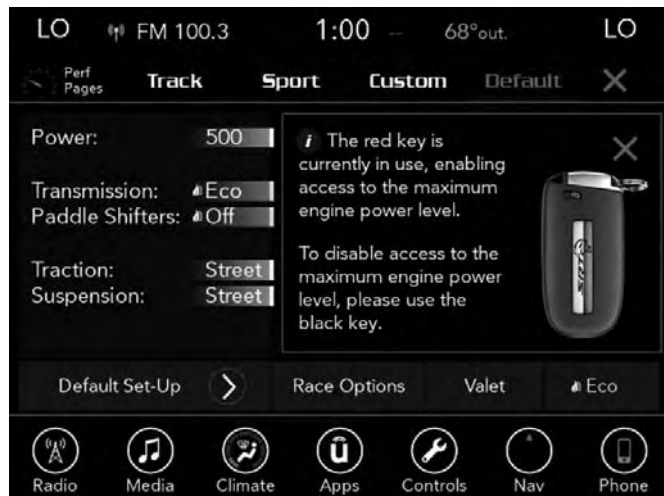 LO FM 100.3 1:00 -- 68°out. LO
Perf
Pages
Track Sport Custom Default
Power: 500
Transmission: Eco
Paddle Shifters: Off
Traction: Street
Suspension: Street
i The red key is
currently in use, enabling
access to the maximum
engine power level.
To disable access to the
maximum engine power
level, please use the
black key.
SRT
Default Set-Up Race Options Valet Eco
Radio Media Climate Apps Controls Nav Phone